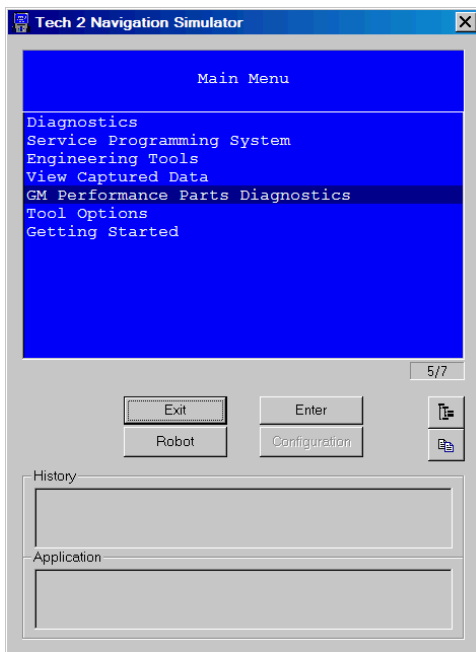 Tech 2 Navigation Simulator
Main Menu
Diagnostics
Service Programming System
Engineering Tools
View Captured Data
GM Performance Parts Diagnostics
Tool Options
Getting Started
5/7
Exit Enter
Robot Configuration
History
Application